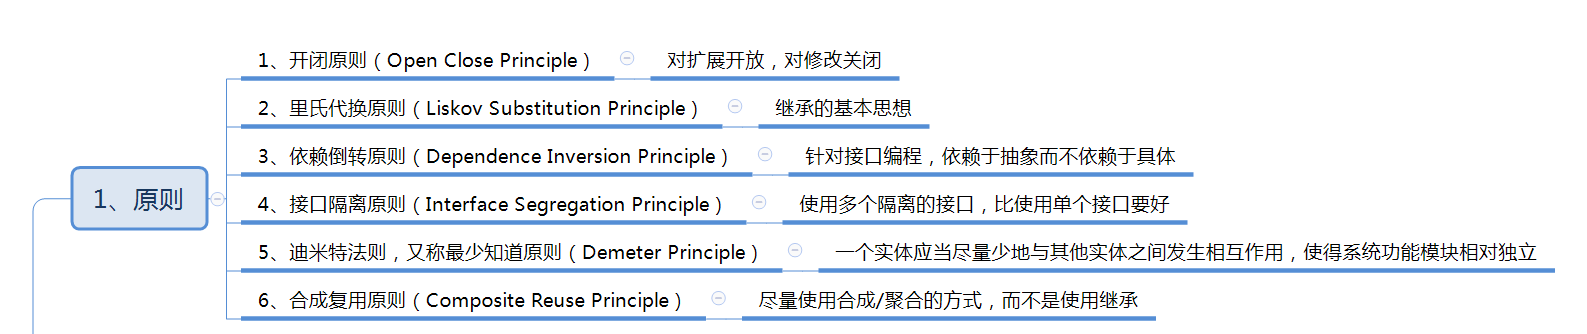 1、开闭原则（Open Close Principle） 对扩展开放，对修改关闭
2、里氏代换原则（Liskov Substitution Principle） 继承的基本思想
3、依赖倒转原则（Dependence Inversion Principle） 针对接口编程，依赖于抽象而不依赖于具体
1、原则
4、接口隔离原则（Interface Segregation Principle） 使用多个隔离的接口，比使用单个接口要好
5、迪米特法则，又称最少知道原则（Demeter Principle） 一个实体应当尽量少地与其他实体之间发生相互作用，使得系统功能模块相对独立
6、合成复用原则（Composite Reuse Principle） 尽量使用合成/聚合的方式，而不是使用继承